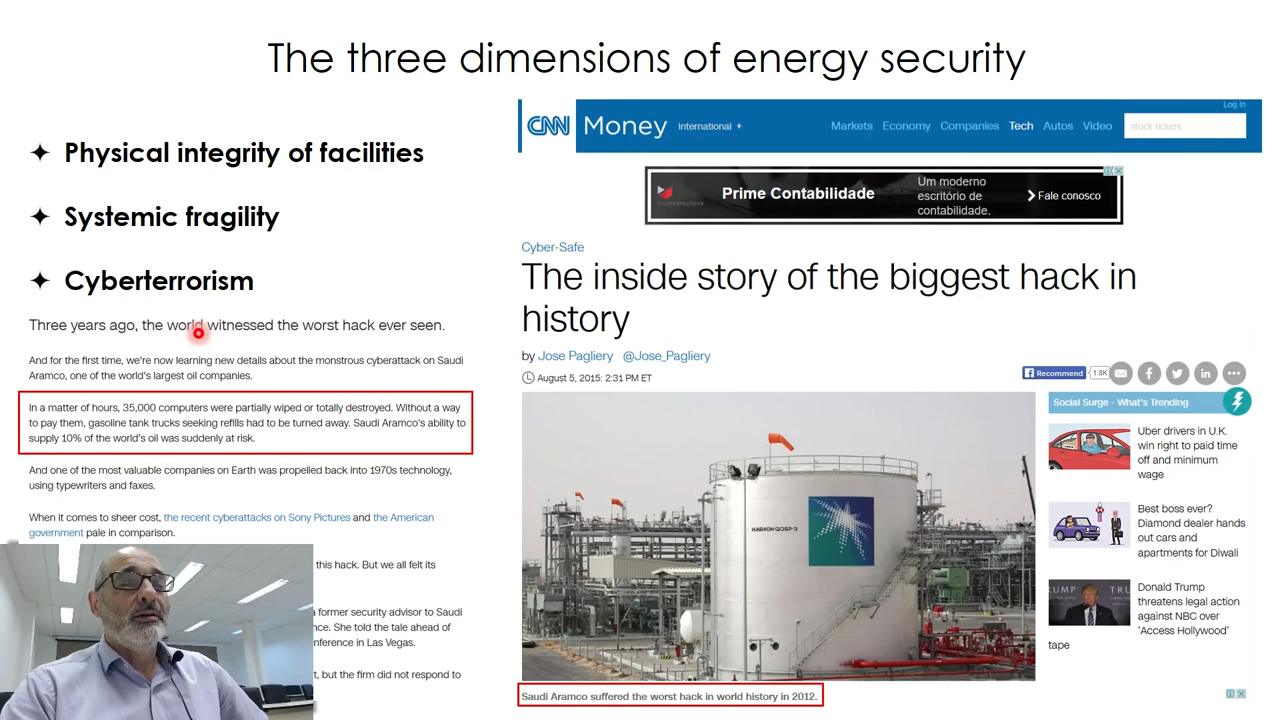 The three dimensions of energy security
✦ Physical integrity of facilities
✦ Systemic fragility
✦ Cyberterrorism
Three years ago, the world witnessed the worst hack ever seen.
And for the first time, we're now learning new details about the monstrous cyberattack on Saudi
Aramco, one of the world's largest oil companies.
In a matter of hours, 35,000 computers were partially wiped or totally destroyed. Without a way
to pay them, gasoline tank trucks seeking refills had to be turned away. Saudi Aramco's ability to
supply 10% of the world's oil was suddenly at risk.
And one of the most valuable companies on Earth was propelled back into 1970s technology,
using typewriters and faxes.
When it comes to sheer cost, the recent cyberattacks on Sony Pictures and the American
government pale in comparison.
this hack. But we all felt its
a former security advisor to Saudi
nce. She told the tale ahead of
nference in Las Vegas.
t, but the firm did not respond to
Log In
CNN Money International +
Markets Economy Companies Tech Autos Video stock tickers
Prime Contabilidade
Um moderno
escritório de
contabilidade.
Fale conosco
Cyber-Safe
The inside story of the biggest hack in
history
by Jose Pagliery @Jose_Pagliery
August 5, 2015: 2:31 PM ET
Recommend 1.8K
Social Surge - What's Trending
Uber drivers in U.K.
win right to paid time
off and minimum
wage
Best boss ever?
Diamond dealer hands
out cars and
apartments for Diwali
Donald Trump
threatens legal action
against NBC over
'Access Hollywood'
tape
Saudi Aramco suffered the worst hack in world history in 2012.